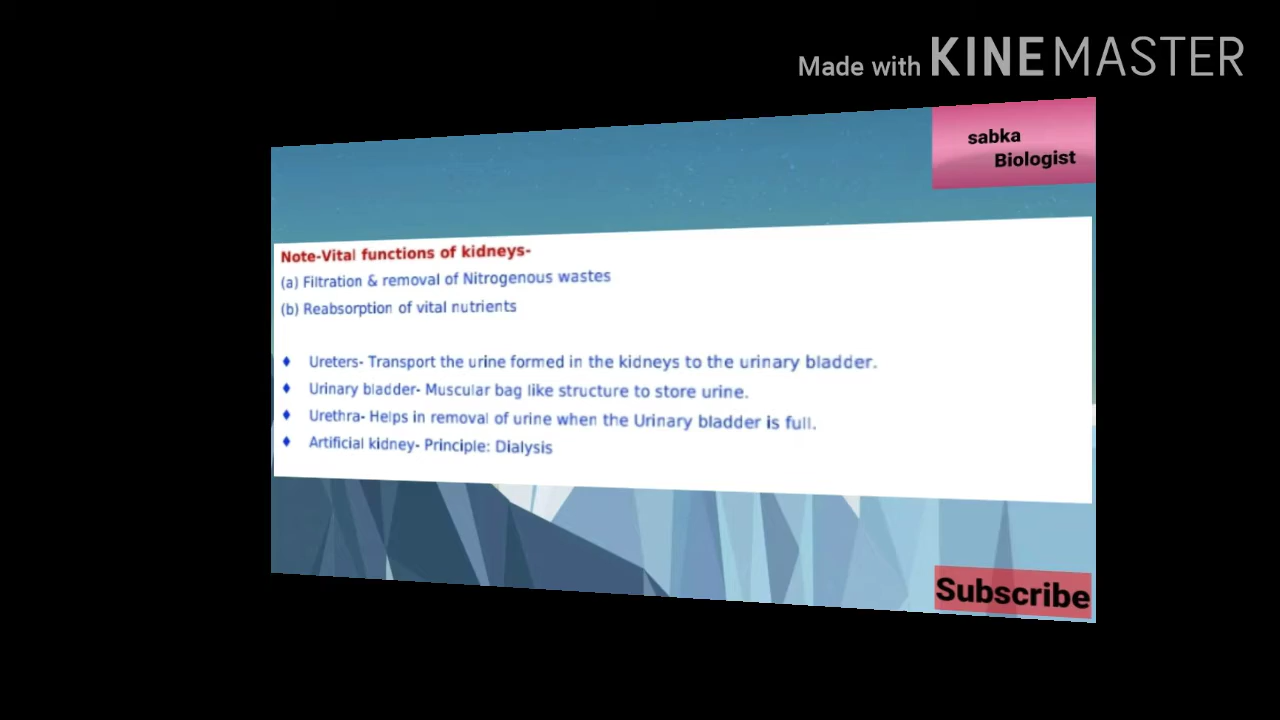 Made with KINEMASTER
sabka
Biologist
Note-Vital functions of kidneys-
(a) Filtration & removal of Nitrogenous wastes
(b) Reabsorption of vital nutrients
♦ Ureters- Transport the urine formed in the kidneys to the urinary bladder.
♦ Urinary bladder- Muscular bag like structure to store urine.
♦ Urethra- Helps in removal of urine when the Urinary bladder is full.
♦ Artificial kidney- Principle: Dialysis
Subscribe